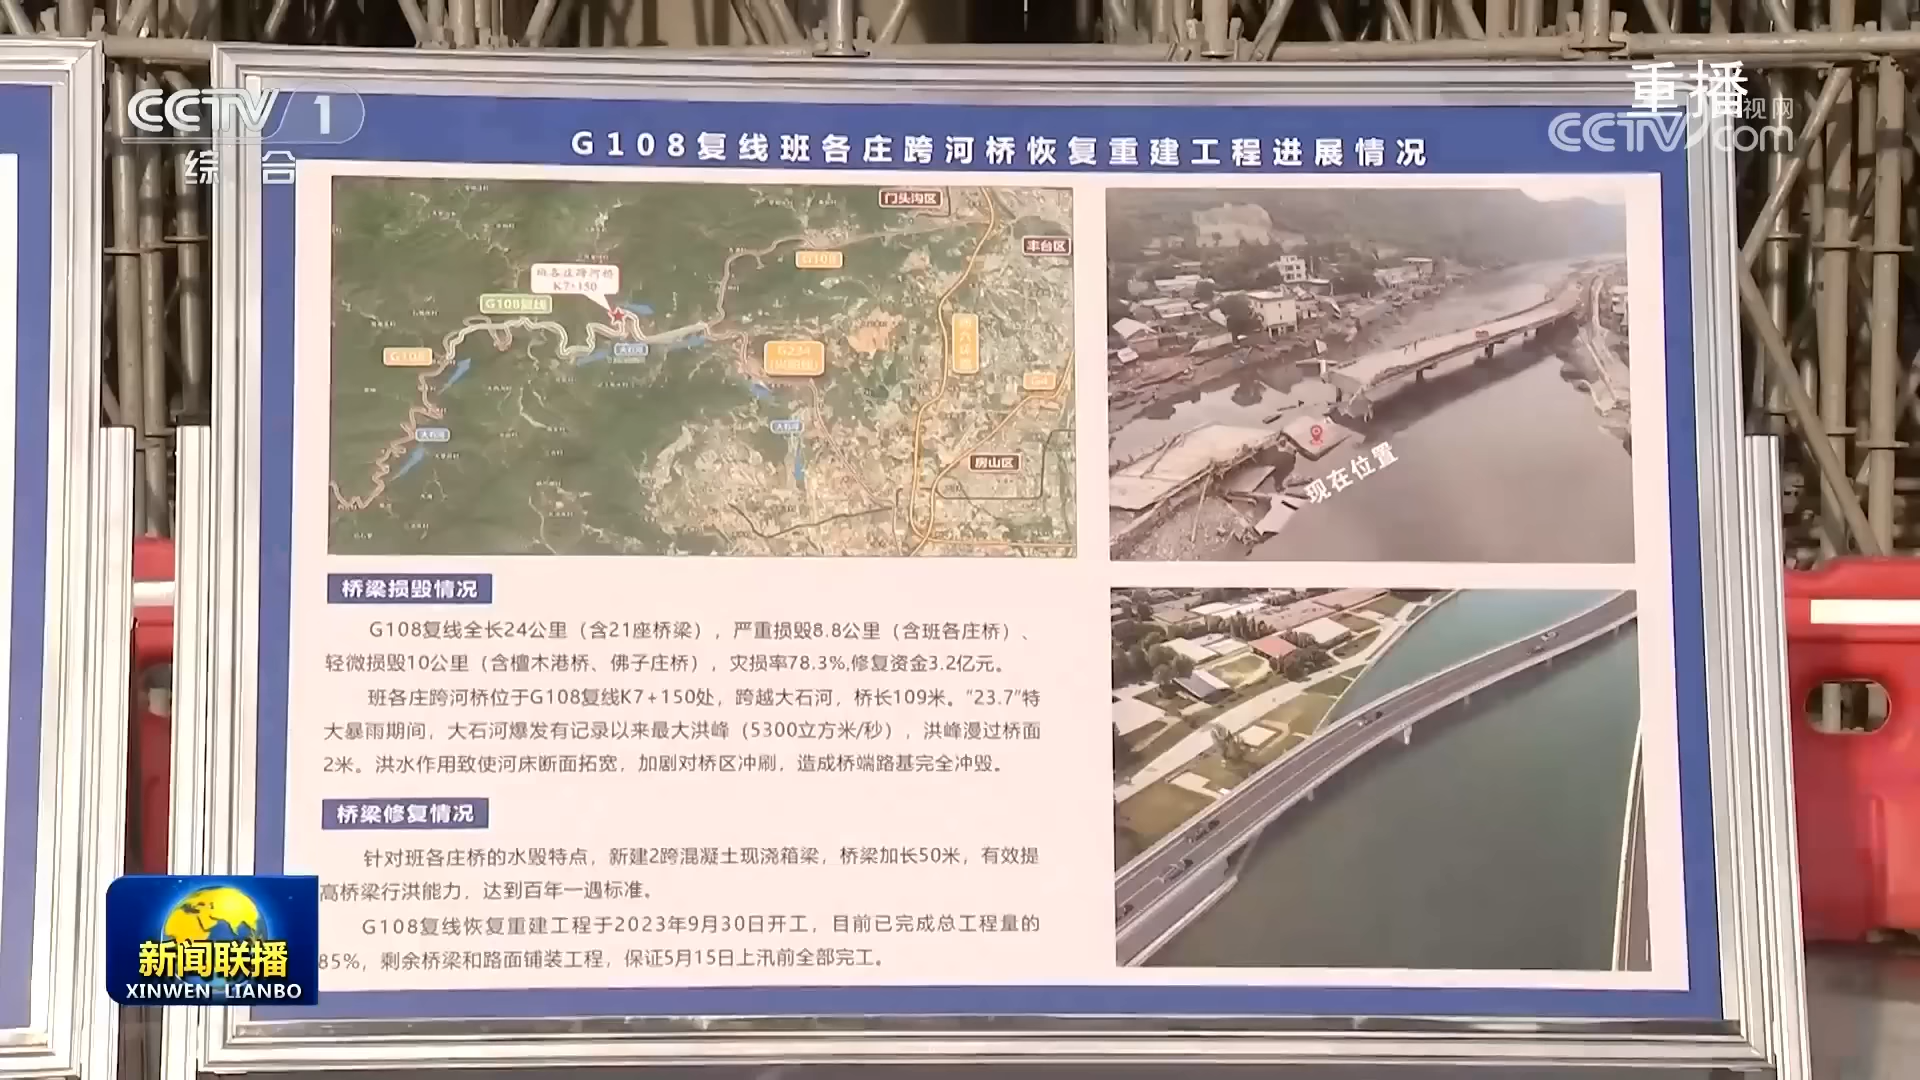 CCTV 1
综合
重播
央视网
CCTV.com
G108复线班各庄跨河桥恢复重建工程进展情况
门头沟区
丰台区
G108
班各庄跨河桥
K7+150
G108复线
G108
大石河
G234
G4
大石河
大石河
房山区
现在位置
桥梁损毁情况
G108复线全长24公里（含21座桥梁），严重损毁8.8公里（含班各庄桥）、
轻微损毁10公里（含檀木港桥、佛子庄桥），灾损率78.3%,修复资金3.2亿元。
班各庄跨河桥位于G108复线K7+150处，跨越大石河，桥长109米。“23.7”特
大暴雨期间，大石河爆发有记录以来最大洪峰（5300立方米/秒），洪峰漫过桥面
2米。洪水作用致使河床断面拓宽，加剧对桥区冲刷，造成桥端路基完全冲毁。
桥梁修复情况
针对班各庄桥的水毁特点，新建2跨混凝土现浇箱梁，桥梁加长50米，有效提
高桥梁行洪能力，达到百年一遇标准。
G108复线恢复重建工程于2023年9月30日开工，目前已完成总工程量的
85%，剩余桥梁和路面铺装工程，保证5月15日上汛前全部完工。
新闻联播
XINWEN LIANBO